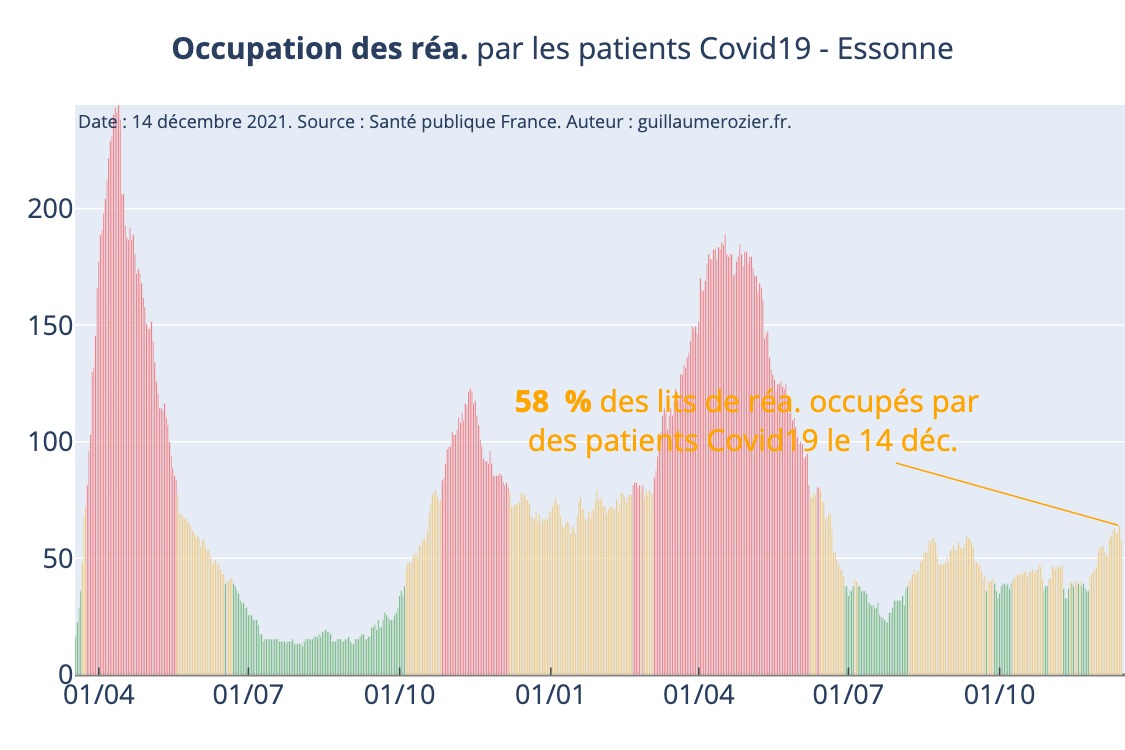 Occupation des réa. par les patients Covid19 - Essonne
Date : 14 décembre 2021. Source : Santé publique France. Auteur : guillaumerozier.fr.
200
150
58  % des lits de réa. occupés par
des patients Covid19 le 14 déc.
100
50
0
01/04 01/07 01/10 01/01 01/04 01/07 01/10